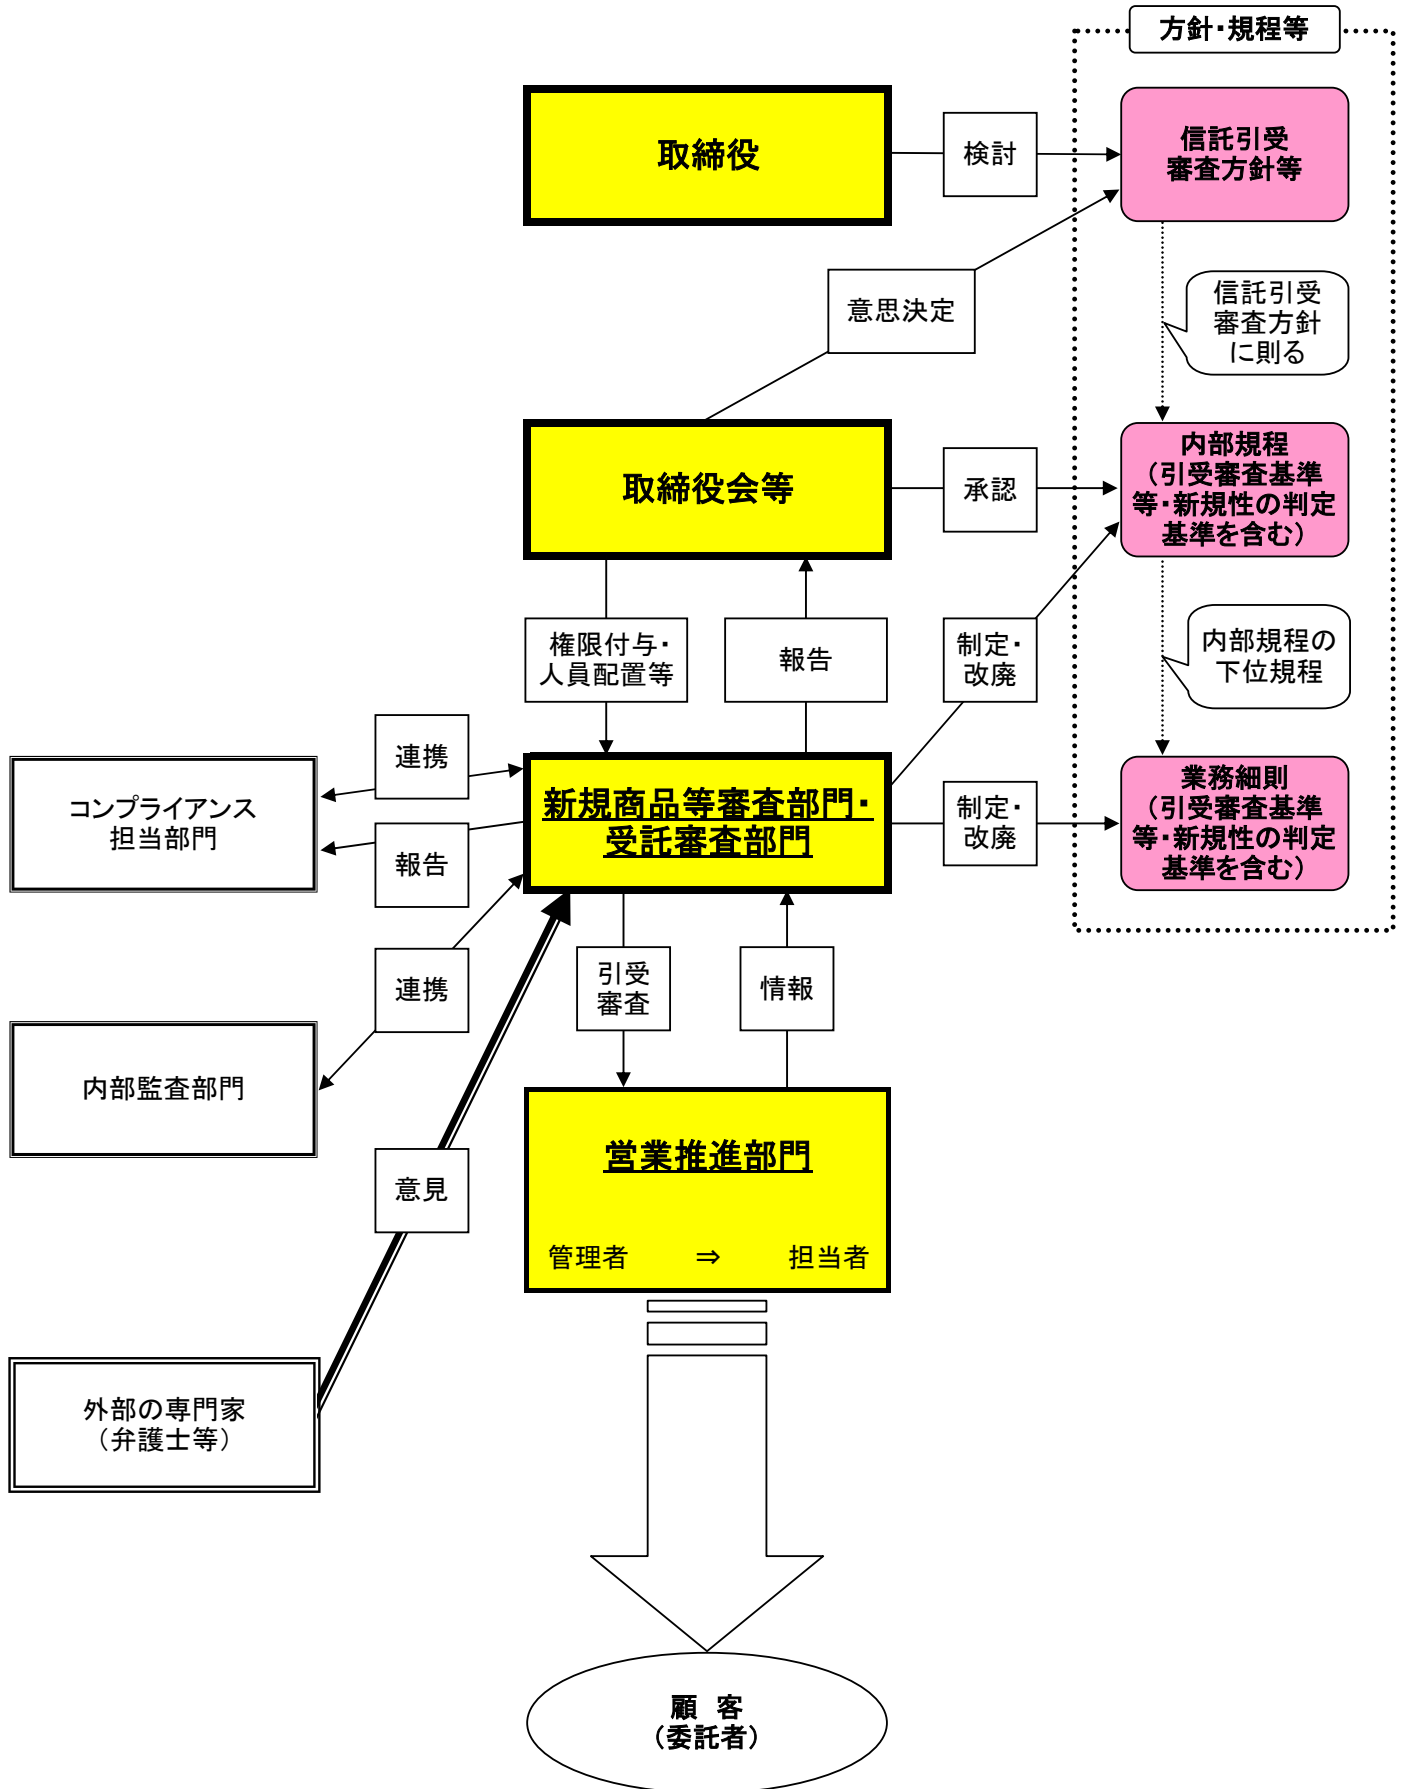 方針・規程等
取締役
検討
信託引受
審査方針等
意思決定
信託引受
審査方針
に則る
取締役会等
承認
内部規程
（引受審査基準
等・新規性の判定
基準を含む）
権限付与・
人員配置等
報告
制定・
改廃
内部規程の
下位規程
連携
コンプライアンス
担当部門
報告
新規商品等審査部門・
受託審査部門
制定・
改廃
業務細則
（引受審査基準
等・新規性の判定
基準を含む）
連携
引受
審査
情報
内部監査部門
意見
営業推進部門
管理者 ⇒ 担当者
外部の専門家
（弁護士等）
顧 客
（委託者）